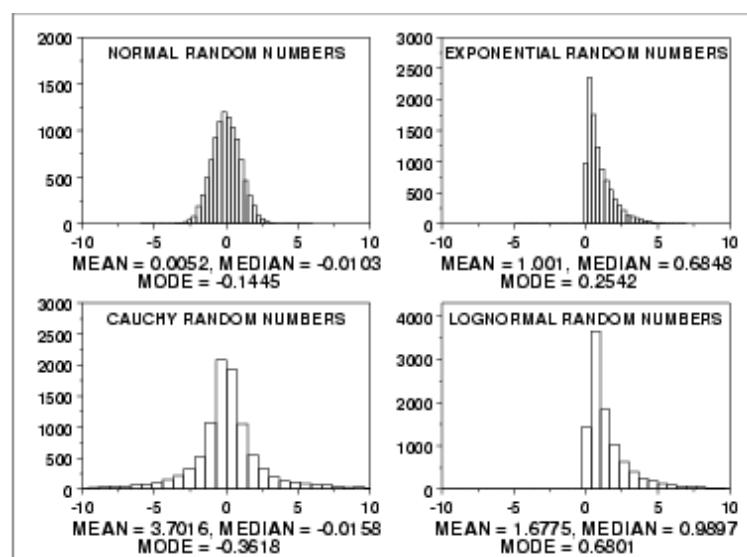 NORMAL RANDOM NUMBERS
2000
1500
1000
500
0
-10 -5 0 5 10
MEAN = 0.0052, MEDIAN = -0.0103
MODE = -0.1445
EXPONENTIAL RANDOM NUMBERS
3000
2500
2000
1500
1000
500
0
-10 -5 0 5 10
MEAN = 1.001, MEDIAN = 0.6848
MODE = 0.2542
CAUCHY RANDOM NUMBERS
3000
2500
2000
1500
1000
500
0
-10 -5 0 5 10
MEAN = 3.7016, MEDIAN = -0.0158
MODE = -0.3618
LOGNORMAL RANDOM NUMBERS
4000
3000
2000
1000
0
-10 -5 0 5 10
MEAN = 1.6775, MEDIAN = 0.9897
MODE = 0.6801